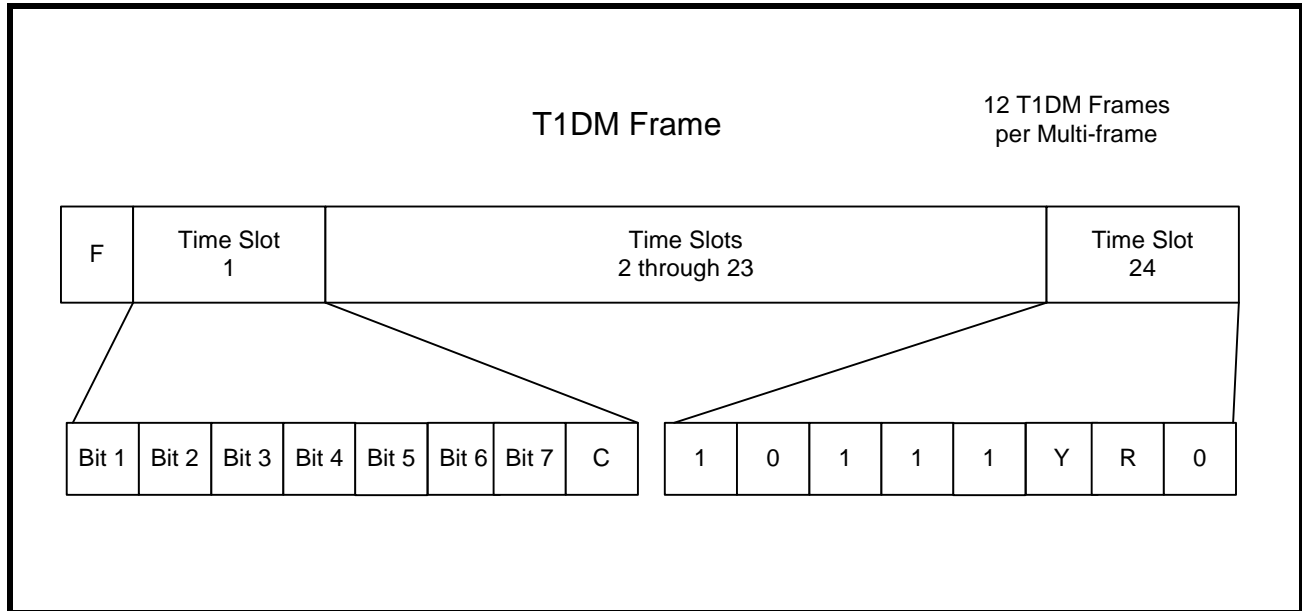 T1DM Frame
12 T1DM Frames
per Multi-frame
F
Time Slot
1
Time Slots
2 through 23
Time Slot
24
Bit 1 Bit 2 Bit 3 Bit 4 Bit 5 Bit 6 Bit 7 C
1 0 1 1 1 Y R 0